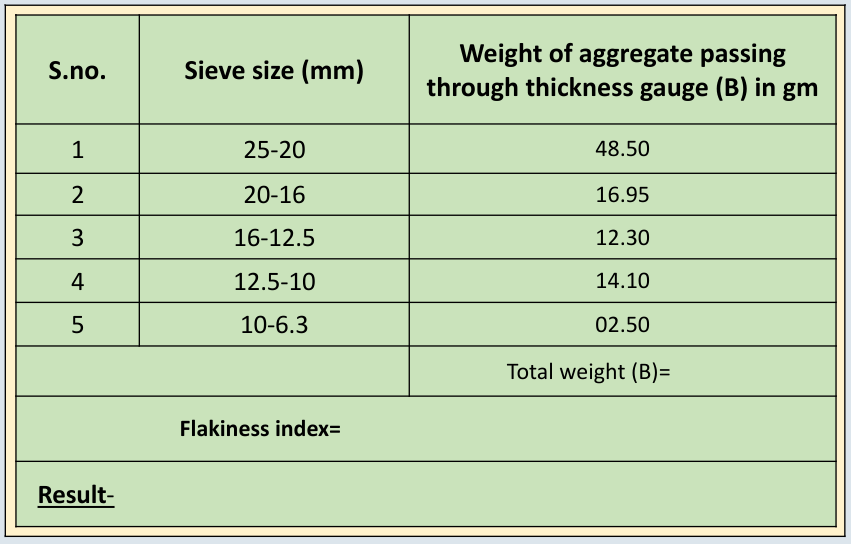 S.no. Sieve size (mm) Weight of aggregate passing
through thickness gauge (B) in gm
1 25-20 48.50
2 20-16 16.95
3 16-12.5 12.30
4 12.5-10 14.10
5 10-6.3 02.50
Total weight (B)=
Flakiness index=
Result-